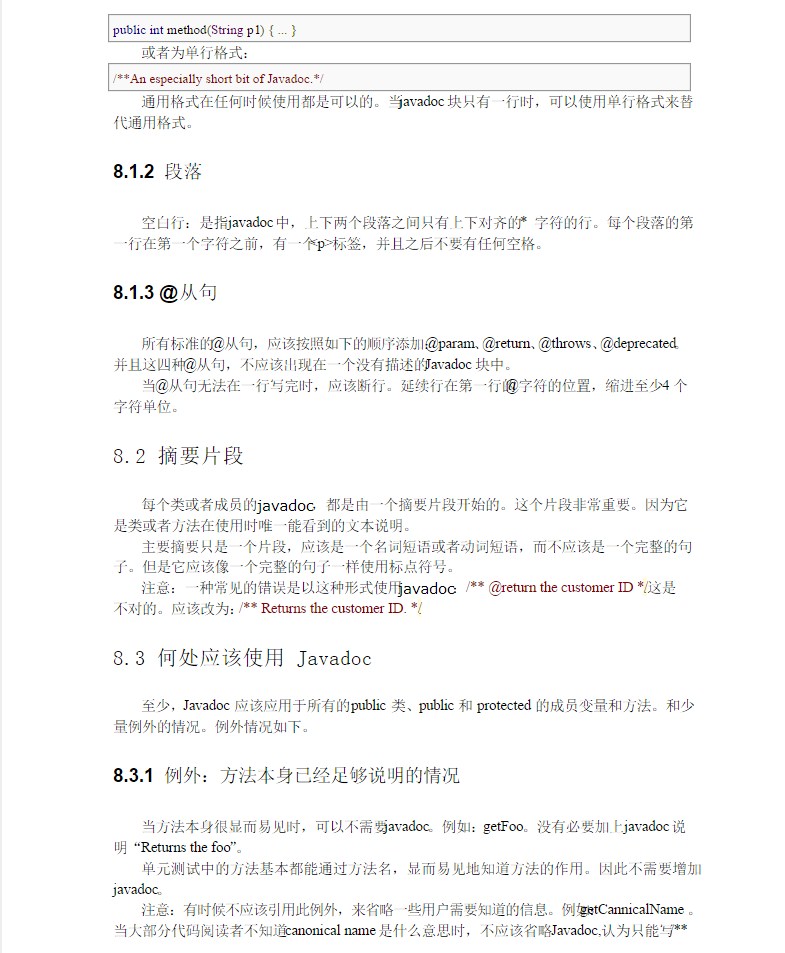 public int method(String p1) { ... }
或者为单行格式：
/**An especially short bit of Javadoc.*/
通用格式在任何时候使用都是可以的。当javadoc 块只有一行时，可以使用单行格式来替
代通用格式。
8.1.2 段落
空白行：是指javadoc 中，上下两个段落之间只有上下对齐的* 字符的行。每个段落的第
一行在第一个字符之前，有一个<p>标签，并且之后不要有任何空格。
8.1.3 @从句
所有标准的@从句，应该按照如下的顺序添加:@param、@return、@throws、@deprecated。
并且这四种@从句，不应该出现在一个没有描述的Javadoc 块中。
当@从句无法在一行写完时，应该断行。延续行在第一行的@字符的位置，缩进至少4 个
字符单位。
8.2 摘要片段
每个类或者成员的javadoc，都是由一个摘要片段开始的。这个片段非常重要。因为它
是类或者方法在使用时唯一能看到的文本说明。
主要摘要只是一个片段，应该是一个名词短语或者动词短语，而不应该是一个完整的句
子。但是它应该像一个完整的句子一样使用标点符号。
注意：一种常见的错误是以这种形式使用javadoc：/** @return the customer ID */.这是
不对的。应该改为：/** Returns the customer ID. */.
8.3 何处应该使用 Javadoc
至少，Javadoc 应该应用于所有的public 类、public 和 protected 的成员变量和方法。和少
量例外的情况。例外情况如下。
8.3.1 例外：方法本身已经足够说明的情况
当方法本身很显而易见时，可以不需要javadoc。例如：getFoo。没有必要加上javadoc 说
明“Returns the foo”。
单元测试中的方法基本都能通过方法名，显而易见地知道方法的作用。因此不需要增加
javadoc。
注意：有时候不应该引用此例外，来省略一些用户需要知道的信息。例如：getCannicalName 。
当大部分代码阅读者不知道canonical name 是什么意思时，不应该省略Javadoc,认为只能写/**